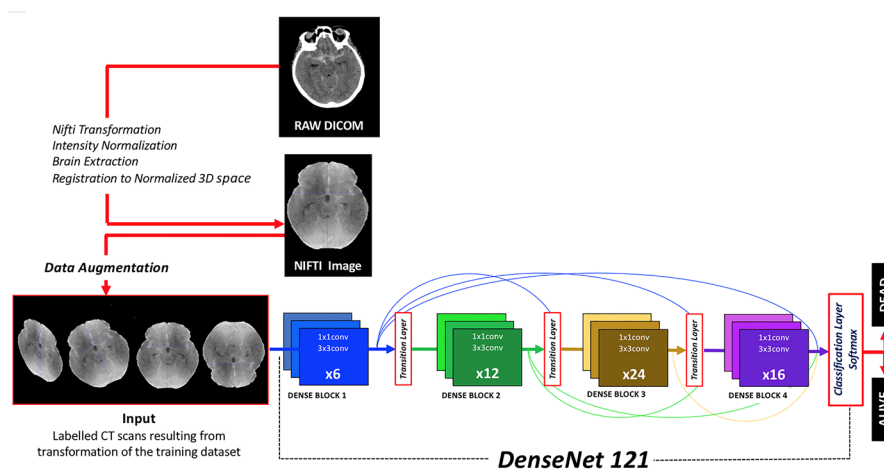 RAW DICOM
Nifti Transformation
Intensity Normalization
Brain Extraction
Registration to Normalized 3D space
NIFTI Image
Data Augmentation
Input
Labelled CT scans resulting from
transformation of the training dataset
1x1conv
3x3conv
x6
DENSE BLOCK 1
Transition Layer
1x1conv
3x3conv
x12
DENSE BLOCK 2
Transition Layer
1x1conv
3x3conv
x24
DENSE BLOCK 3
Transition Layer
1x1conv
3x3conv
x16
DENSE BLOCK 4
Classification Layer
Softmax
DEAD
ALIVE
DenseNet 121